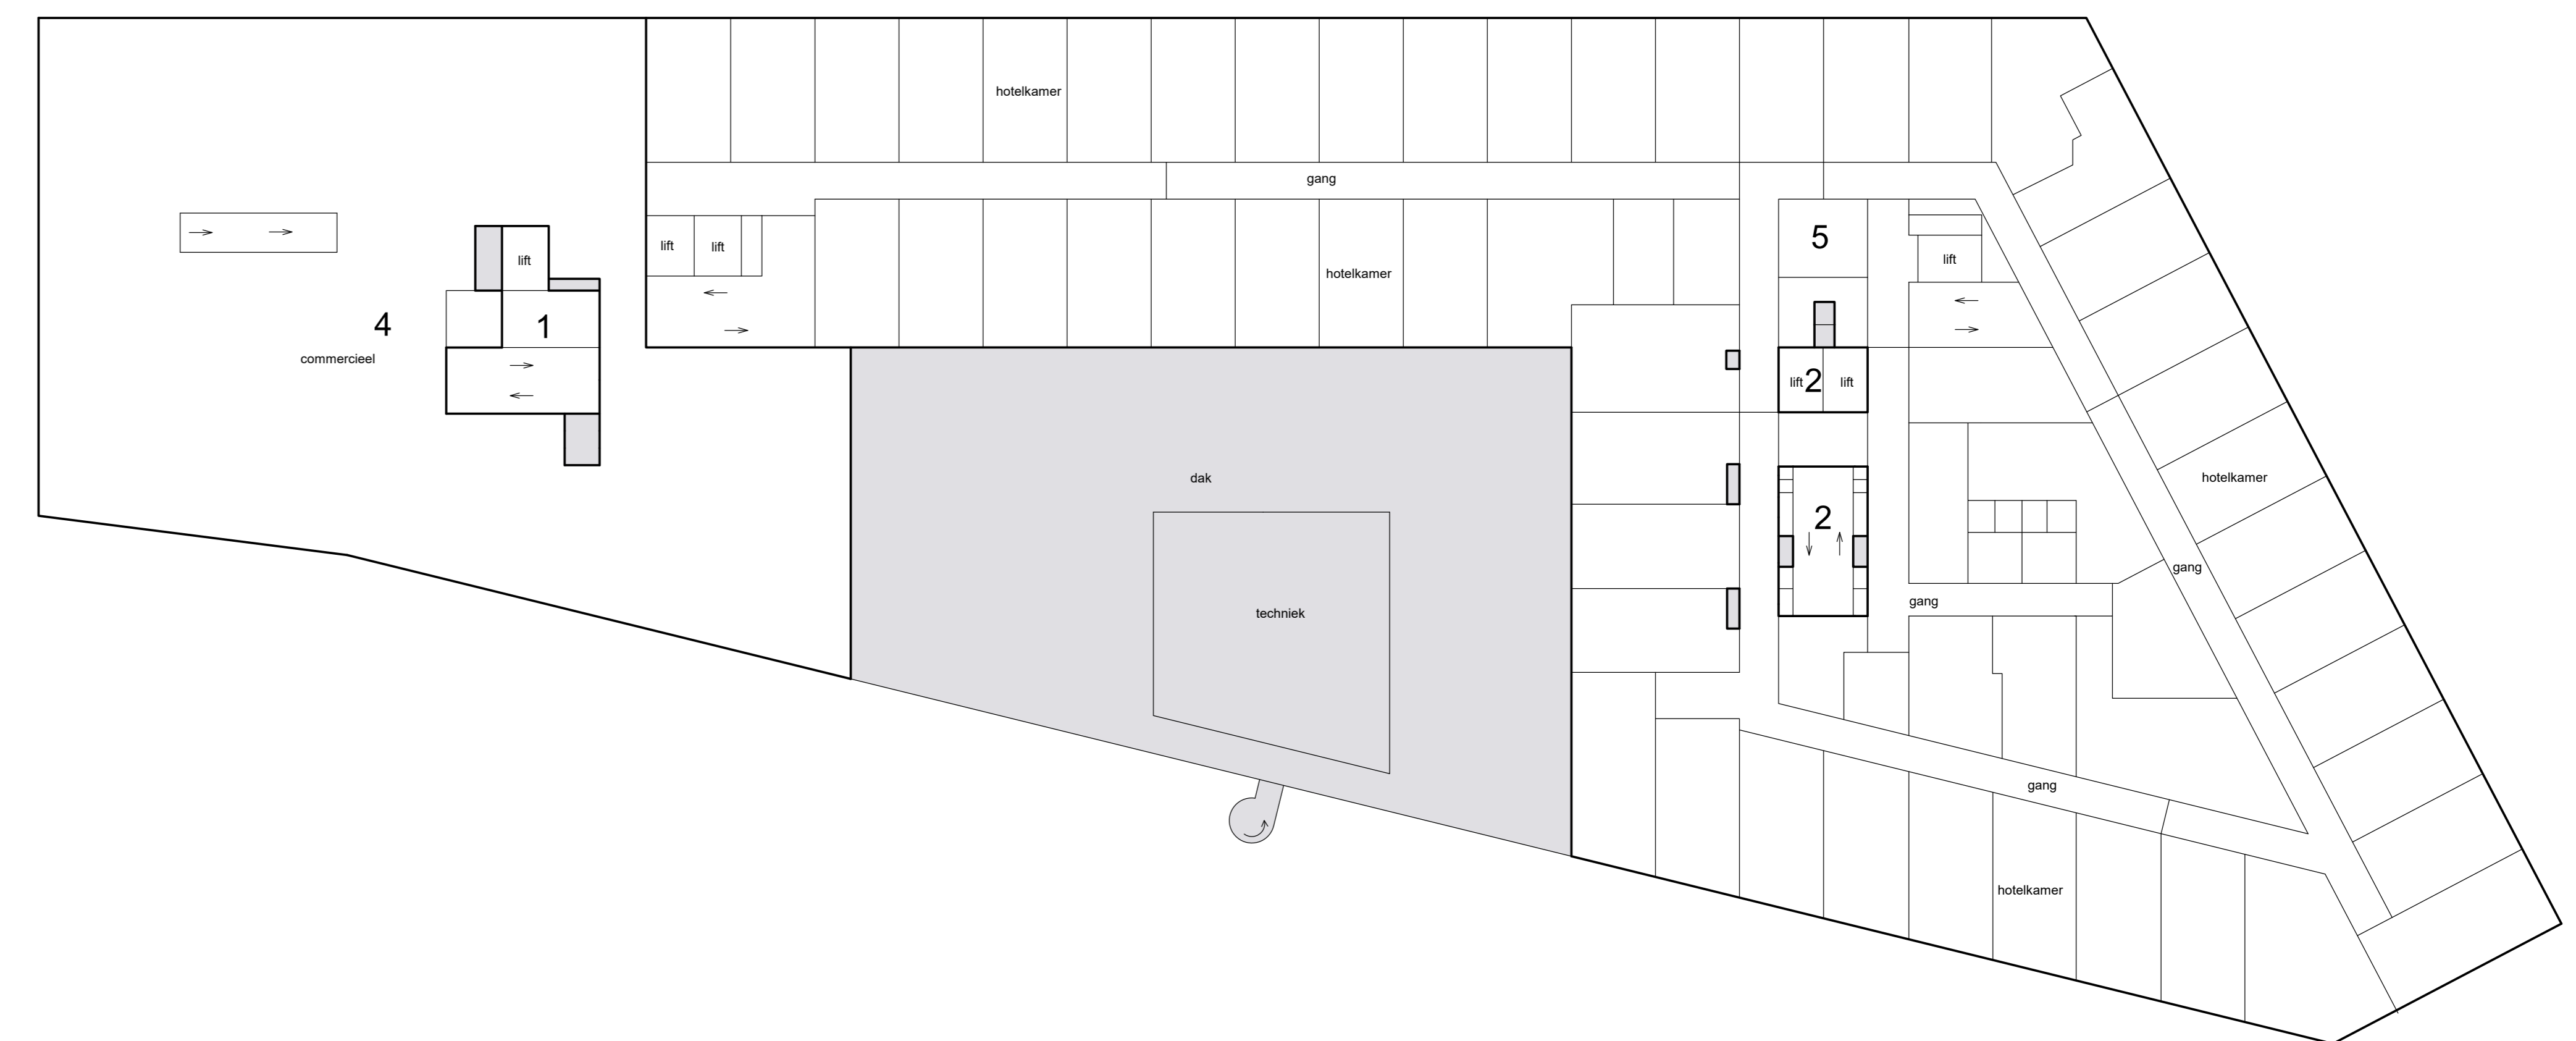 hotelkamer
gang
5
lift
lift
lift
lift
hotelkamer
4
1
commercieel
lift
2
lift
dak
hotelkamer
2
gang
techniek
gang
gang
hotelkamer